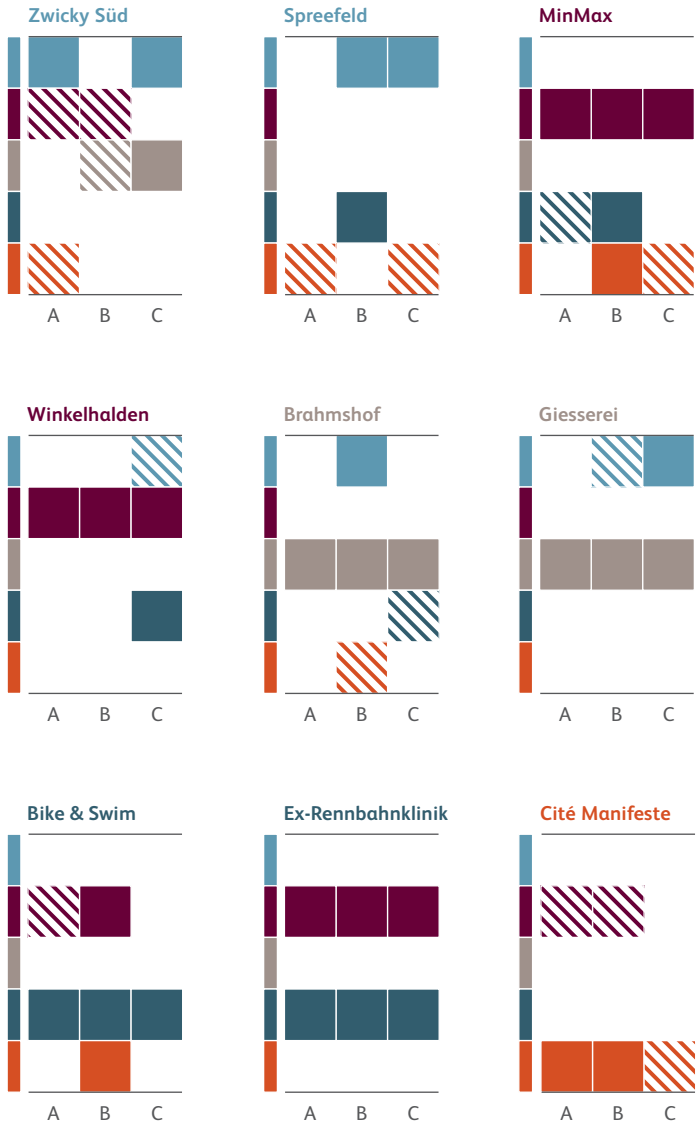 Zwicky Süd
Spreefeld
MinMax
A B C
A B C
A B C
Winkelhalden
Brahmshof
Giesserei
A B C
A B C
A B C
Bike & Swim
Ex-Rennbahnklinik
Cité Manifeste
A B C
A B C
A B C